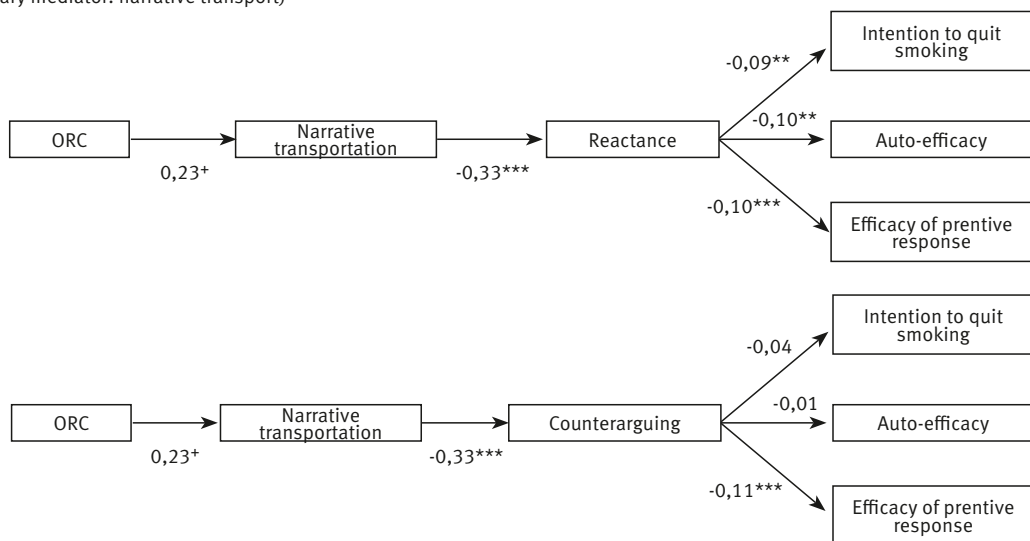 ary mediator: narrative transport)
Intention to quit
smoking
-0,09**
-0,10**
ORC
Narrative
transportation
Reactance
Auto-efficacy
0,23+
-0,33***
-0,10***
Efficacy of prentive
response
Intention to quit
smoking
-0,04
-0,01
ORC
Narrative
transportation
Counterarguing
Auto-efficacy
0,23+
-0,33***
-0,11***
Efficacy of prentive
response